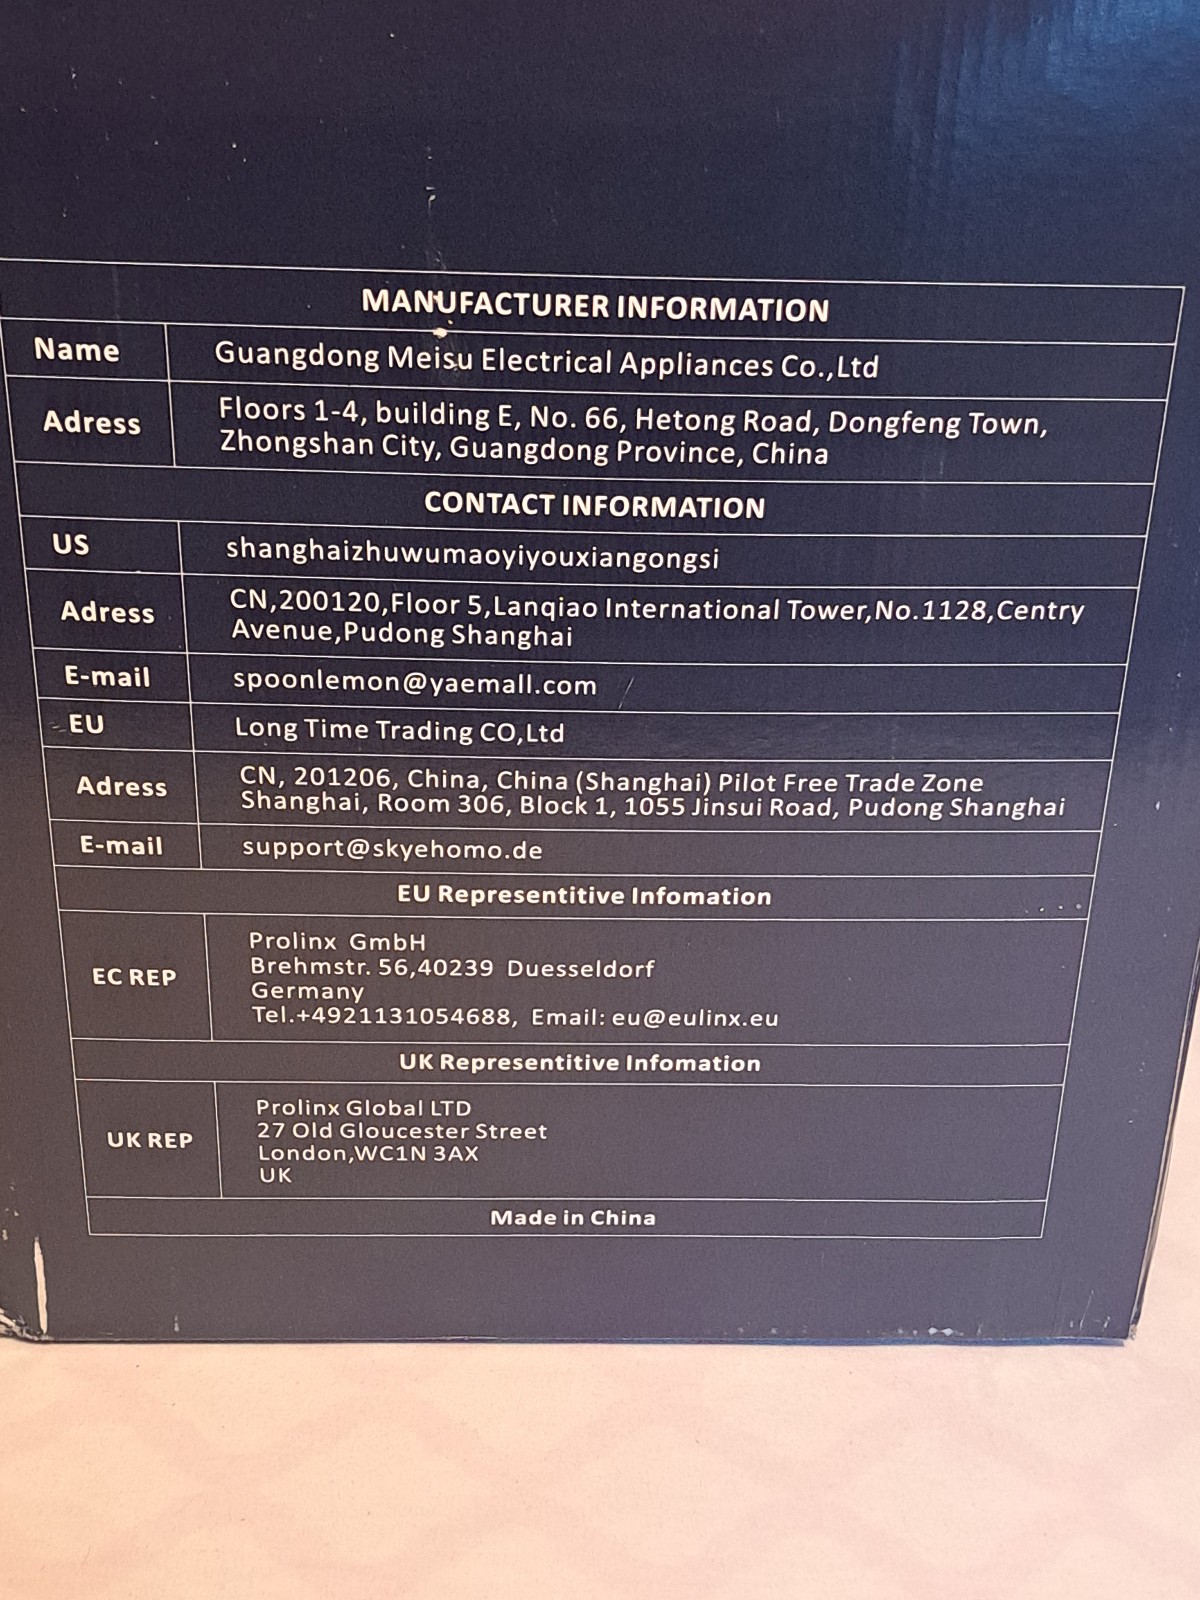 MANUFACTURER INFORMATION
Name Guangdong Meisu Electrical Appliances Co.,Ltd
Adress Floors 1-4, building E, No. 66, Hetong Road, Dongfeng Town,
Zhongshan City, Guangdong Province, China
CONTACT INFORMATION
US shanghaizhuwumaoyiyouxiangongsi
Adress CN,200120,Floor 5,Lanqiao International Tower,No.1128,Centry
Avenue,Pudong Shanghai
E-mail spoonlemon@yaemall.com
EU Long Time Trading CO,Ltd
Adress CN, 201206, China, China (Shanghai) Pilot Free Trade Zone
Shanghai, Room 306, Block 1, 1055 Jinsui Road, Pudong Shanghai
E-mail support@skyehomo.de
EU Representitive Infomation
EC REP
Prolinx GmbH
Brehmstr. 56,40239 Duesseldorf
Germany
Tel.+4921131054688, Email: eu@eulinx.eu
UK Representitive Infomation
UK REP
Prolinx Global LTD
27 Old Gloucester Street
London,WC1N 3AX
UK
Made in China